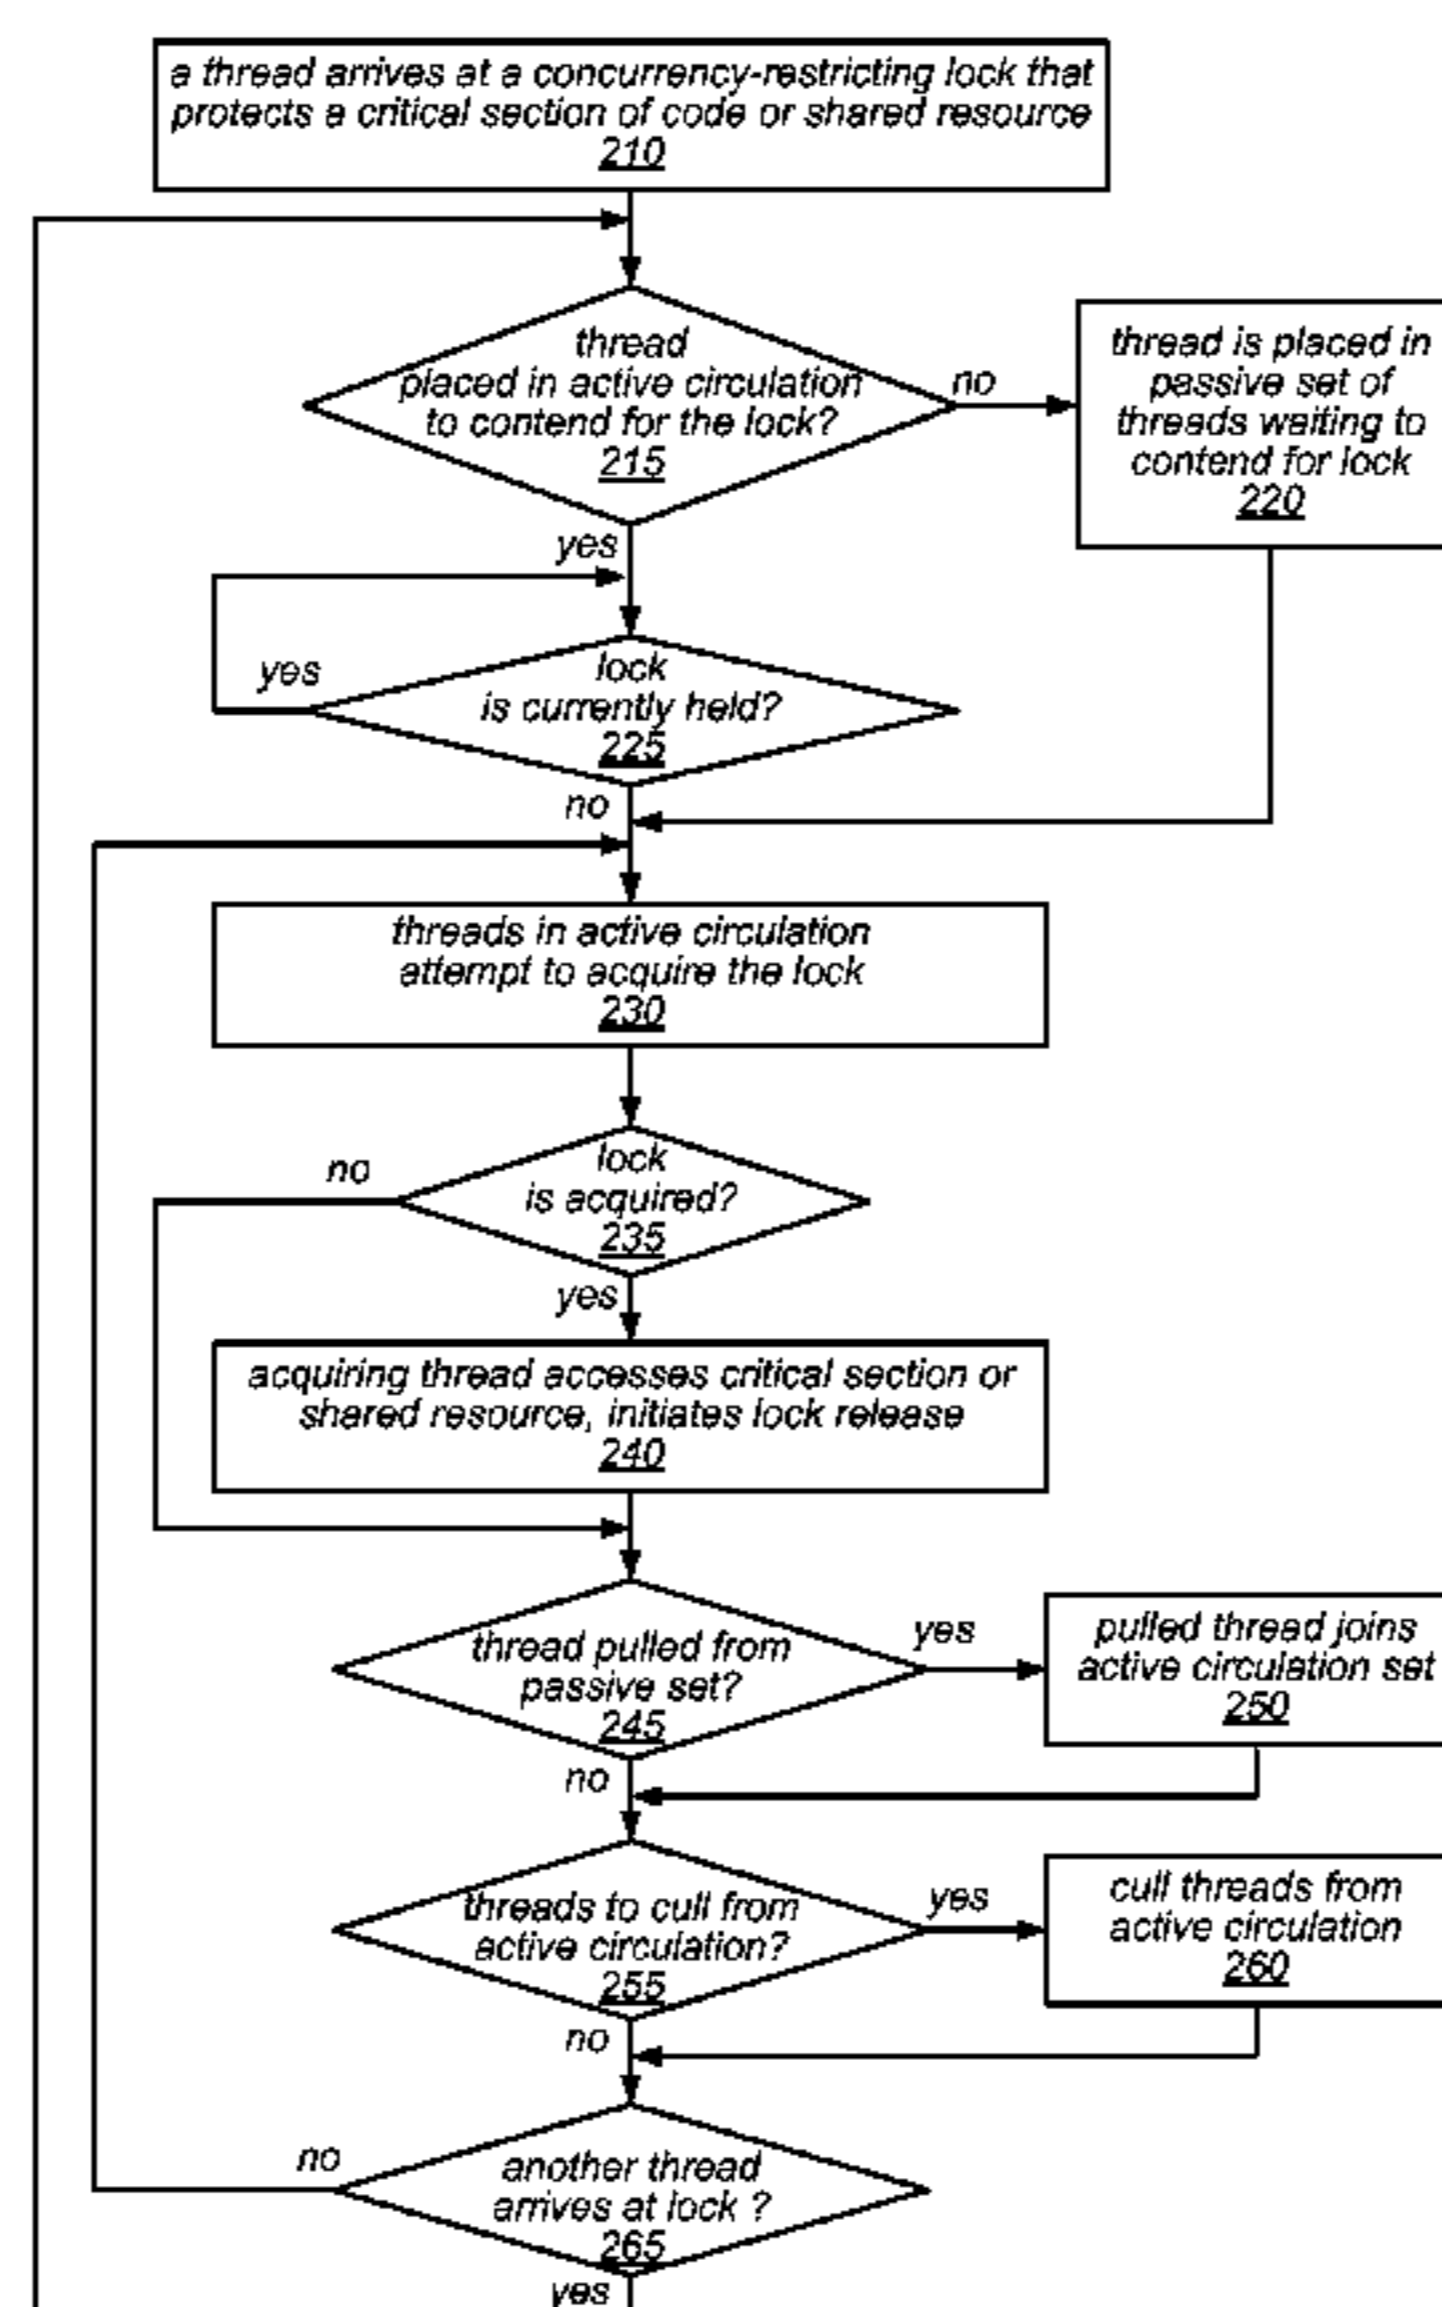 a thread arrives at a concurrency-restricting lock that
protects a critical section of code or shared resource
210
thread
placed in active circulation
to contend for the lock?
215
no
thread is placed in
passive set of
threads waiting to
contend for lock
220
yes
yes
lock
is currently held?
225
no
threads in active circulation
attempt to acquire the lock
230
no
lock
is acquired?
235
yes
acquiring thread accesses critical section or
shared resource, initiates lock release
240
thread pulled from
passive set?
245
yes
pulled thread joins
active circulation set
250
no
threads to cull from
active circulation?
255
yes
cull threads from
active circulation
260
no
no
another thread
arrives at lock ?
265
yes